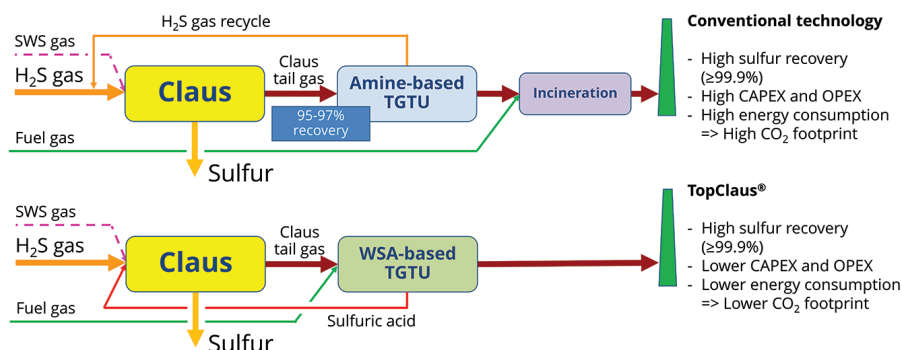 H₂S gas recycle
Conventional technology
SWS gas
H₂S gas
Claus
Claus
tail gas
Amine-based
TGTU
95-97%
recovery
Incineration
- High sulfur recovery
(≥99.9%)
- High CAPEX and OPEX
- High energy consumption
=> High CO₂ footprint
Fuel gas
Sulfur
TopClaus®
SWS gas
H₂S gas
Claus
Claus
tail gas
WSA-based
TGTU
- High sulfur recovery
(≥99.9%)
- Lower CAPEX and OPEX
- Lower energy consumption
=> Lower CO₂ footprint
Fuel gas
Sulfuric acid
Sulfur